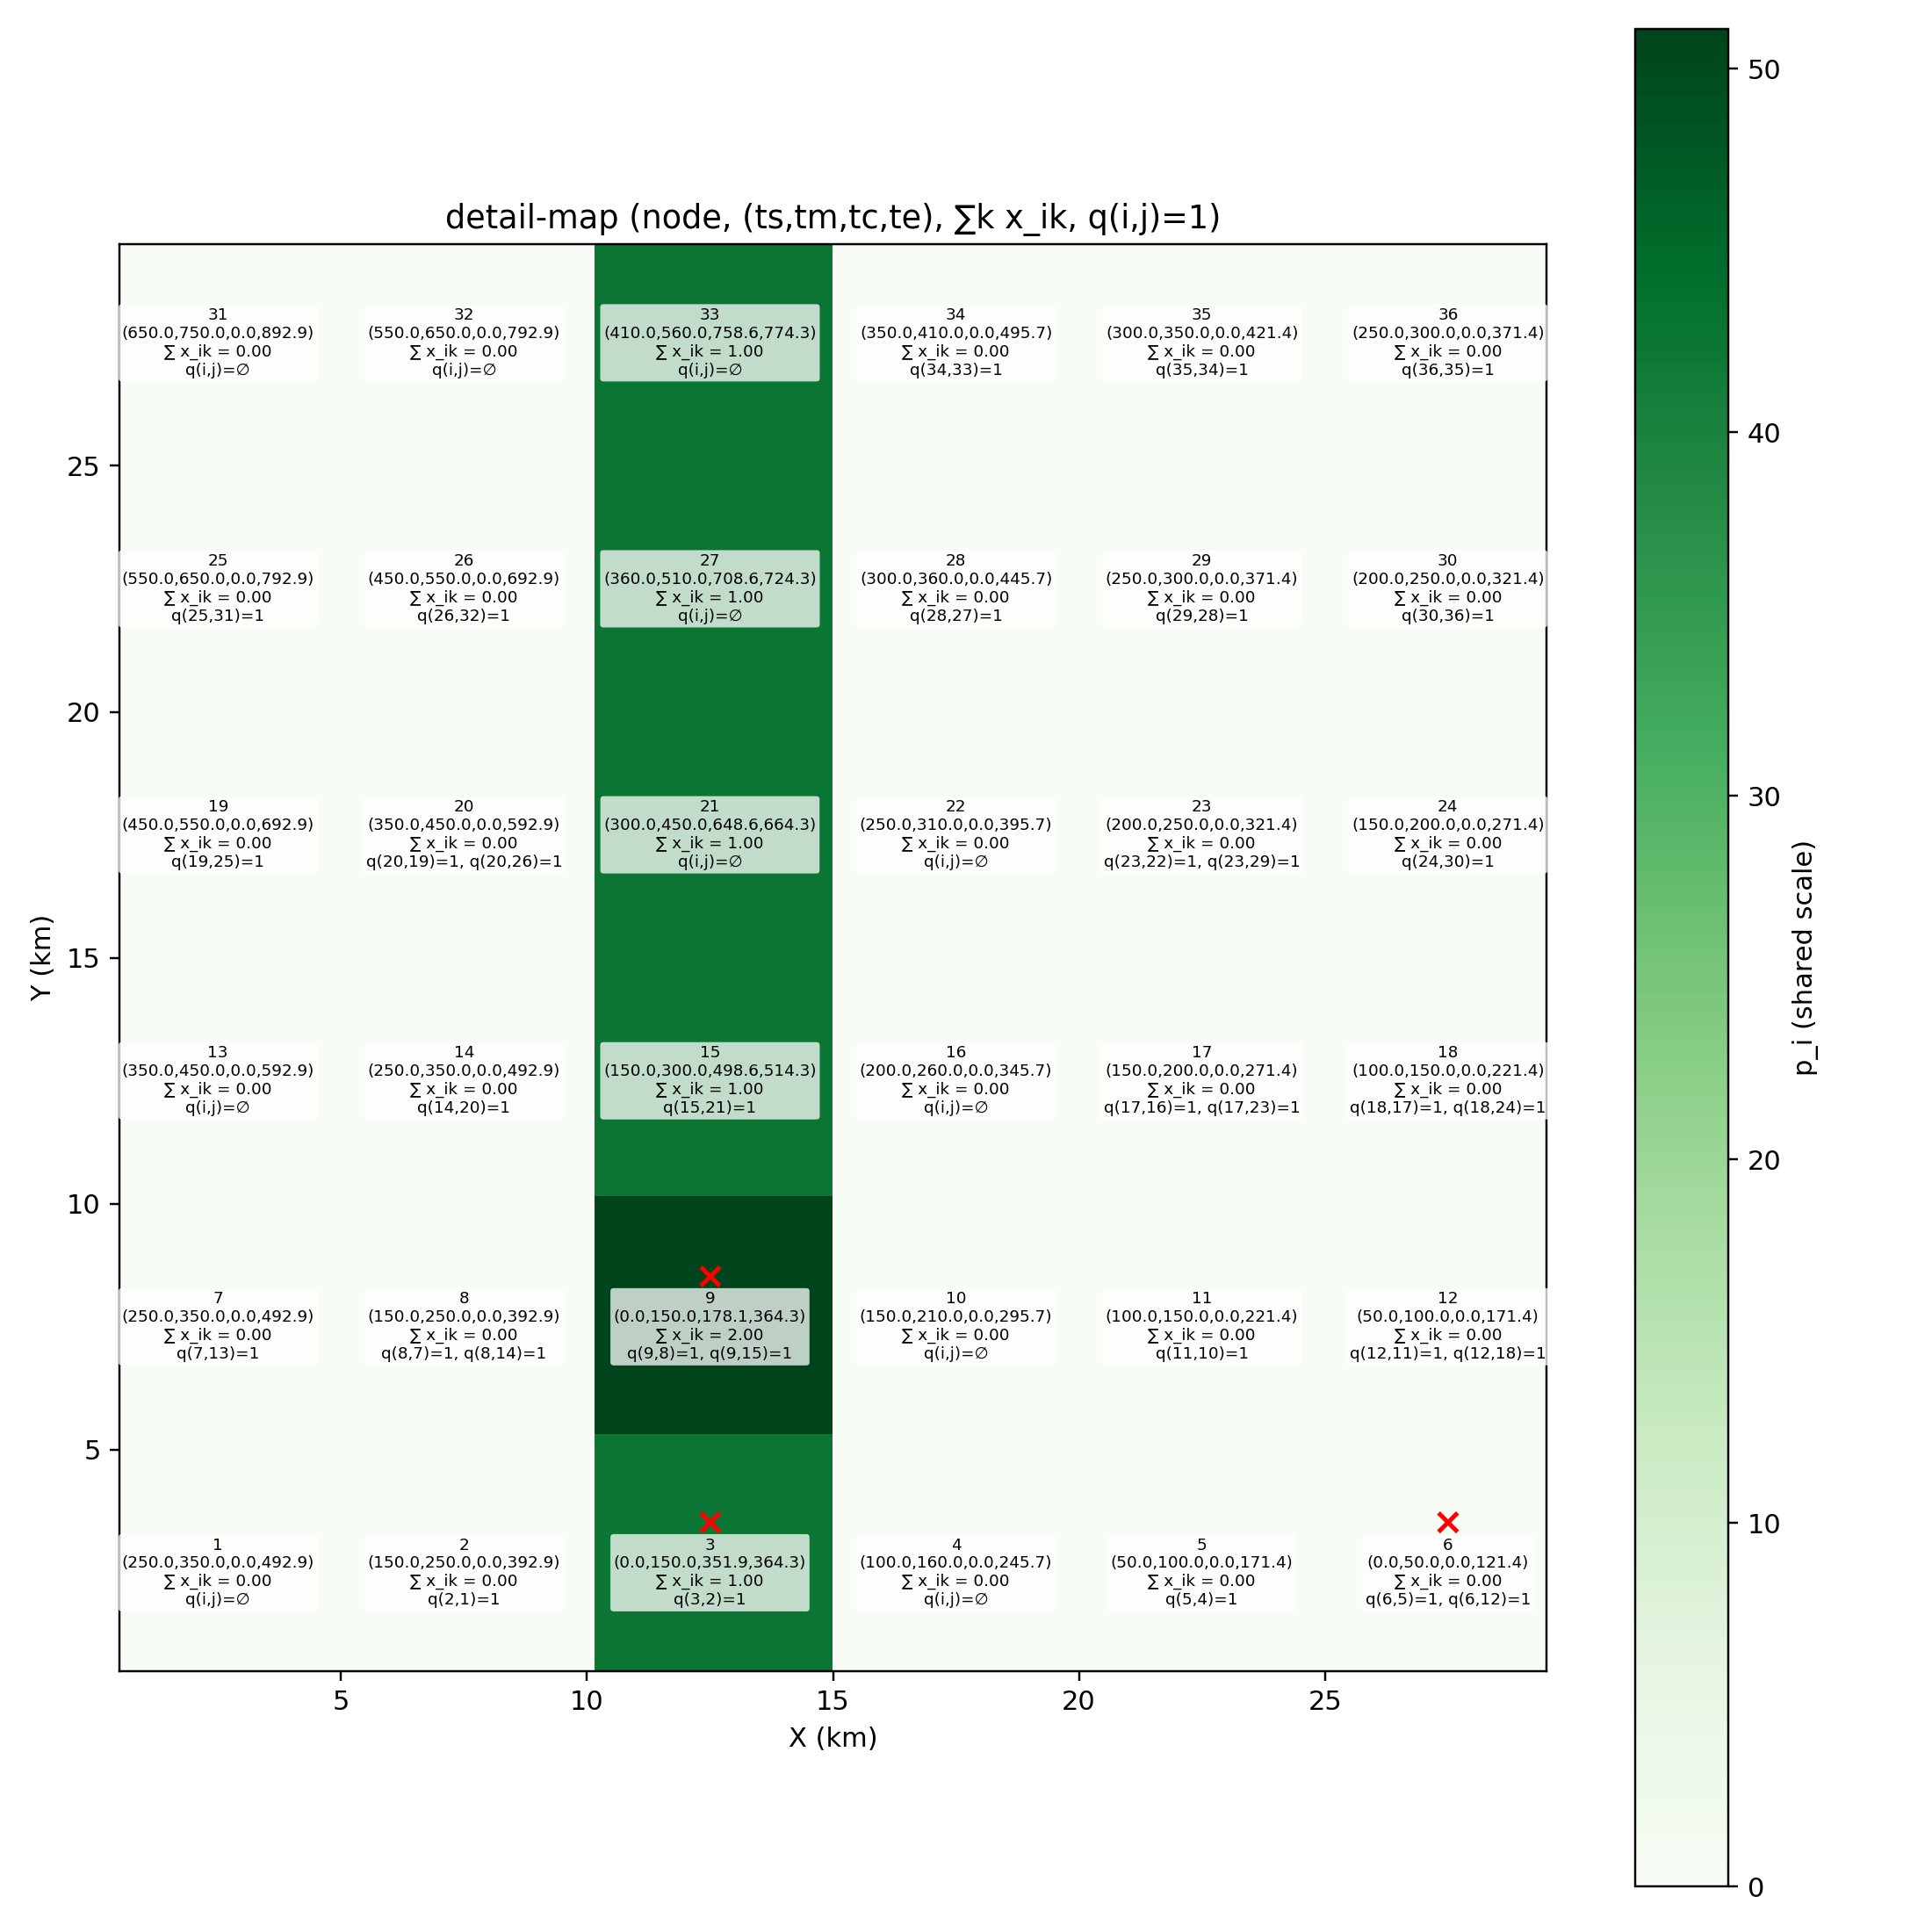 detail-map (node, (ts,tm,tc,te), ∑k x_ik, q(i,j)=1)
31
(650.0,750.0,0.0,892.9)
∑ x_ik = 0.00
q(i,j)=∅
32
(550.0,650.0,0.0,792.9)
∑ x_ik = 0.00
q(i,j)=∅
33
(410.0,560.0,758.6,774.3)
∑ x_ik = 1.00
q(i,j)=∅
34
(350.0,410.0,0.0,495.7)
∑ x_ik = 0.00
q(34,33)=1
35
(300.0,350.0,0.0,421.4)
∑ x_ik = 0.00
q(35,34)=1
36
(250.0,300.0,0.0,371.4)
∑ x_ik = 0.00
q(36,35)=1
25
(550.0,650.0,0.0,792.9)
∑ x_ik = 0.00
q(25,31)=1
26
(450.0,550.0,0.0,692.9)
∑ x_ik = 0.00
q(26,32)=1
27
(360.0,510.0,708.6,724.3)
∑ x_ik = 1.00
q(i,j)=∅
28
(300.0,360.0,0.0,445.7)
∑ x_ik = 0.00
q(28,27)=1
29
(250.0,300.0,0.0,371.4)
∑ x_ik = 0.00
q(29,28)=1
30
(200.0,250.0,0.0,321.4)
∑ x_ik = 0.00
q(30,36)=1
19
(450.0,550.0,0.0,692.9)
∑ x_ik = 0.00
q(19,25)=1
20
(350.0,450.0,0.0,592.9)
∑ x_ik = 0.00
q(20,19)=1, q(20,26)=1
21
(300.0,450.0,648.6,664.3)
∑ x_ik = 1.00
q(i,j)=∅
22
(250.0,310.0,0.0,395.7)
∑ x_ik = 0.00
q(i,j)=∅
23
(200.0,250.0,0.0,321.4)
∑ x_ik = 0.00
q(23,22)=1, q(23,29)=1
24
(150.0,200.0,0.0,271.4)
∑ x_ik = 0.00
q(24,30)=1
13
(350.0,450.0,0.0,592.9)
∑ x_ik = 0.00
q(i,j)=∅
14
(250.0,350.0,0.0,492.9)
∑ x_ik = 0.00
q(14,20)=1
15
(150.0,300.0,498.6,514.3)
∑ x_ik = 1.00
q(15,21)=1
16
(200.0,260.0,0.0,345.7)
∑ x_ik = 0.00
q(i,j)=∅
17
(150.0,200.0,0.0,271.4)
∑ x_ik = 0.00
q(17,16)=1, q(17,23)=1
18
(100.0,150.0,0.0,221.4)
∑ x_ik = 0.00
q(18,17)=1, q(18,24)=1
7
(250.0,350.0,0.0,492.9)
∑ x_ik = 0.00
q(7,13)=1
8
(150.0,250.0,0.0,392.9)
∑ x_ik = 0.00
q(8,7)=1, q(8,14)=1
9
(0.0,150.0,178.1,364.3)
∑ x_ik = 2.00
q(9,8)=1, q(9,15)=1
10
(150.0,210.0,0.0,295.7)
∑ x_ik = 0.00
q(i,j)=∅
11
(100.0,150.0,0.0,221.4)
∑ x_ik = 0.00
q(11,10)=1
12
(50.0,100.0,0.0,171.4)
∑ x_ik = 0.00
q(12,11)=1, q(12,18)=1
1
(250.0,350.0,0.0,492.9)
∑ x_ik = 0.00
q(i,j)=∅
2
(150.0,250.0,0.0,392.9)
∑ x_ik = 0.00
q(2,1)=1
3
(0.0,150.0,351.9,364.3)
∑ x_ik = 1.00
q(3,2)=1
4
(100.0,160.0,0.0,245.7)
∑ x_ik = 0.00
q(i,j)=∅
5
(50.0,100.0,0.0,171.4)
∑ x_ik = 0.00
q(5,4)=1
6
(0.0,50.0,0.0,121.4)
∑ x_ik = 0.00
q(6,5)=1, q(6,12)=1
25
20
15
10
5
Y (km)
5
10
15
20
25
X (km)
50
40
30
20
10
0
p_i (shared scale)